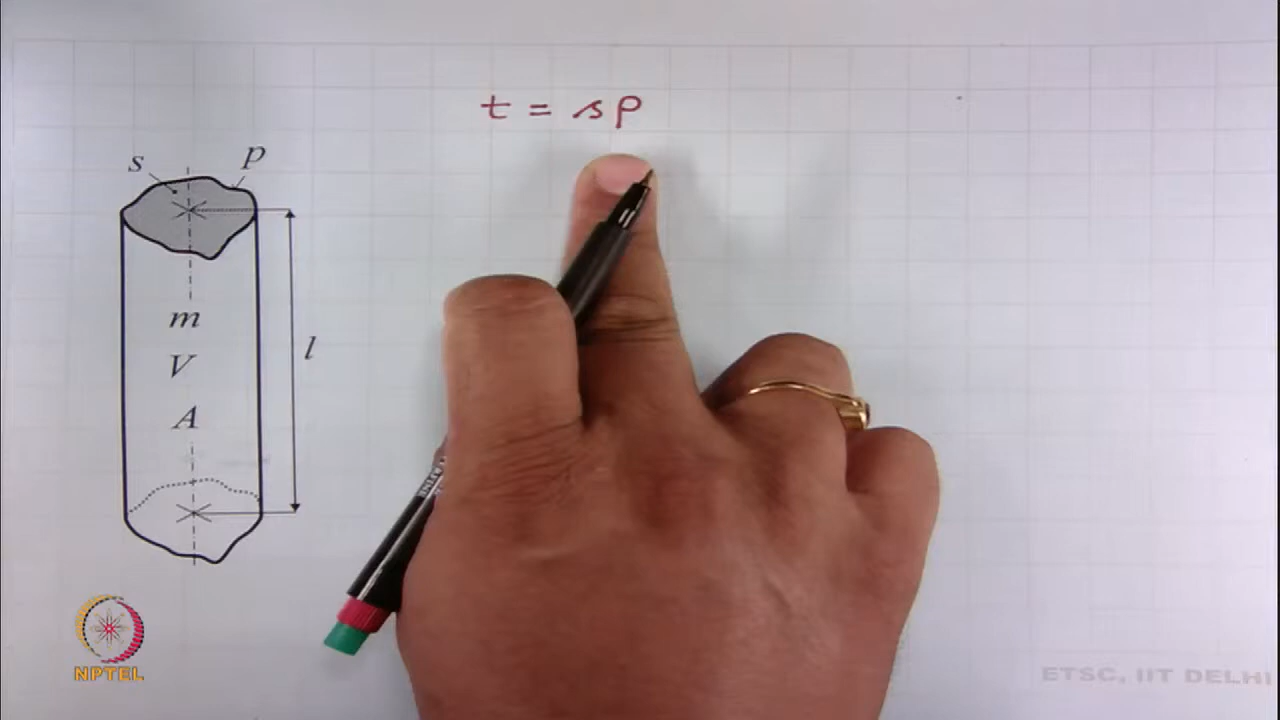 t = sρ
s
p
m
V
A
l
NPTEL
ETSC, IIT DELHI